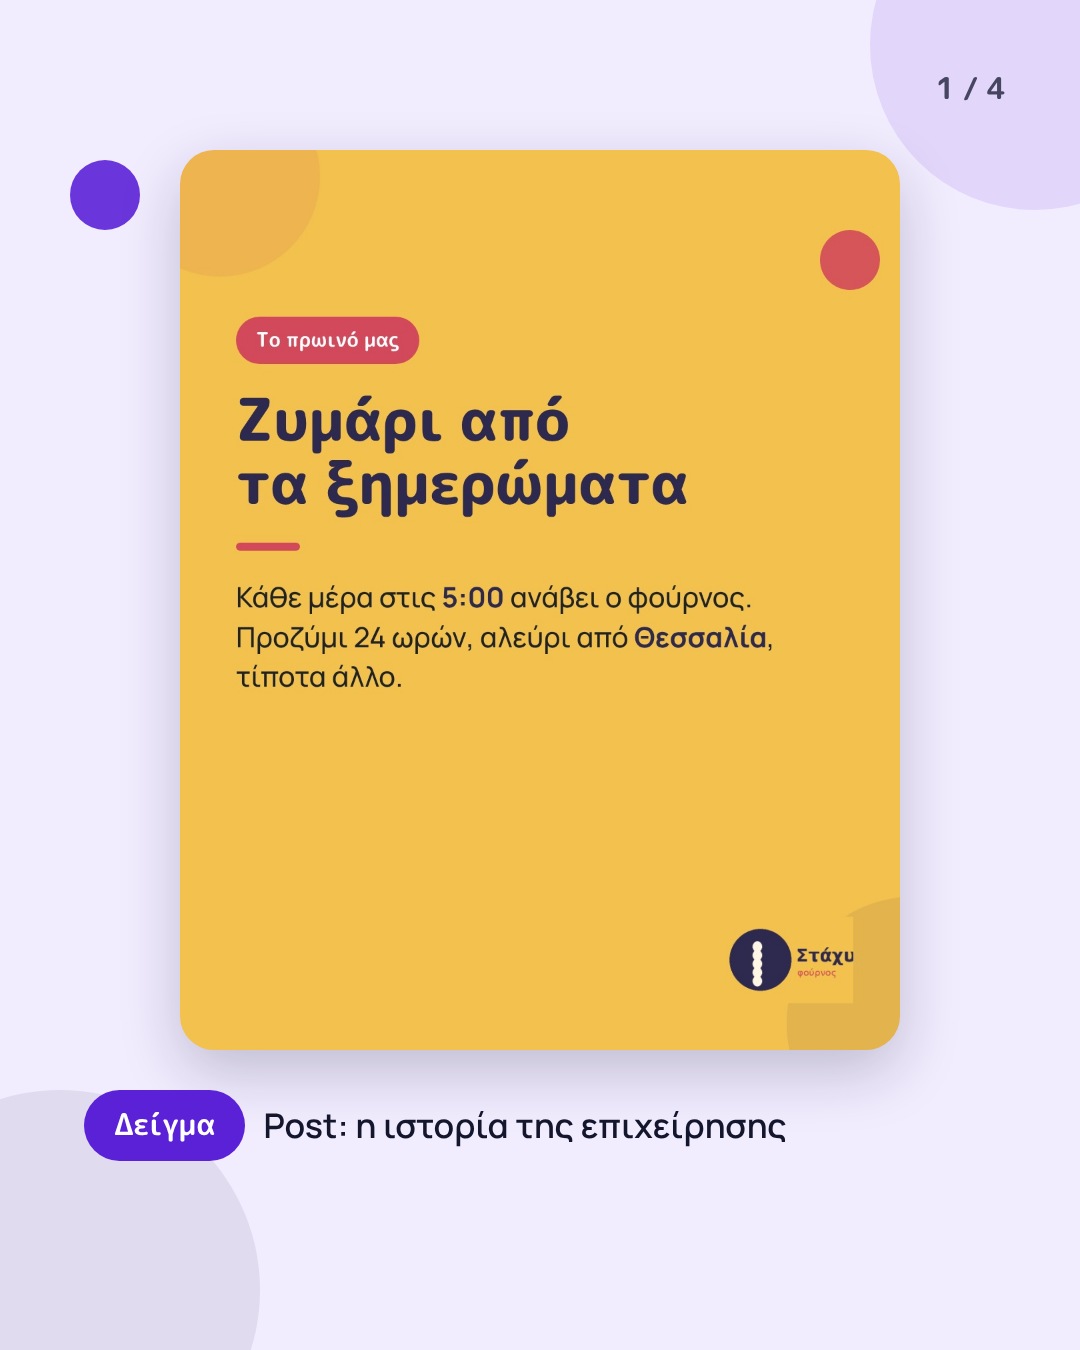 1 / 4
Το πρωινό μας
Ζυμάρι από
τα ξημερώματα
Κάθε μέρα στις 5:00 ανάβει ο φούρνος.
Προζύμι 24 ωρών, αλεύρι από Θεσσαλία,
τίποτα άλλο.
Στάχυ
φούρνος
Δείγμα Post: η ιστορία της επιχείρησης